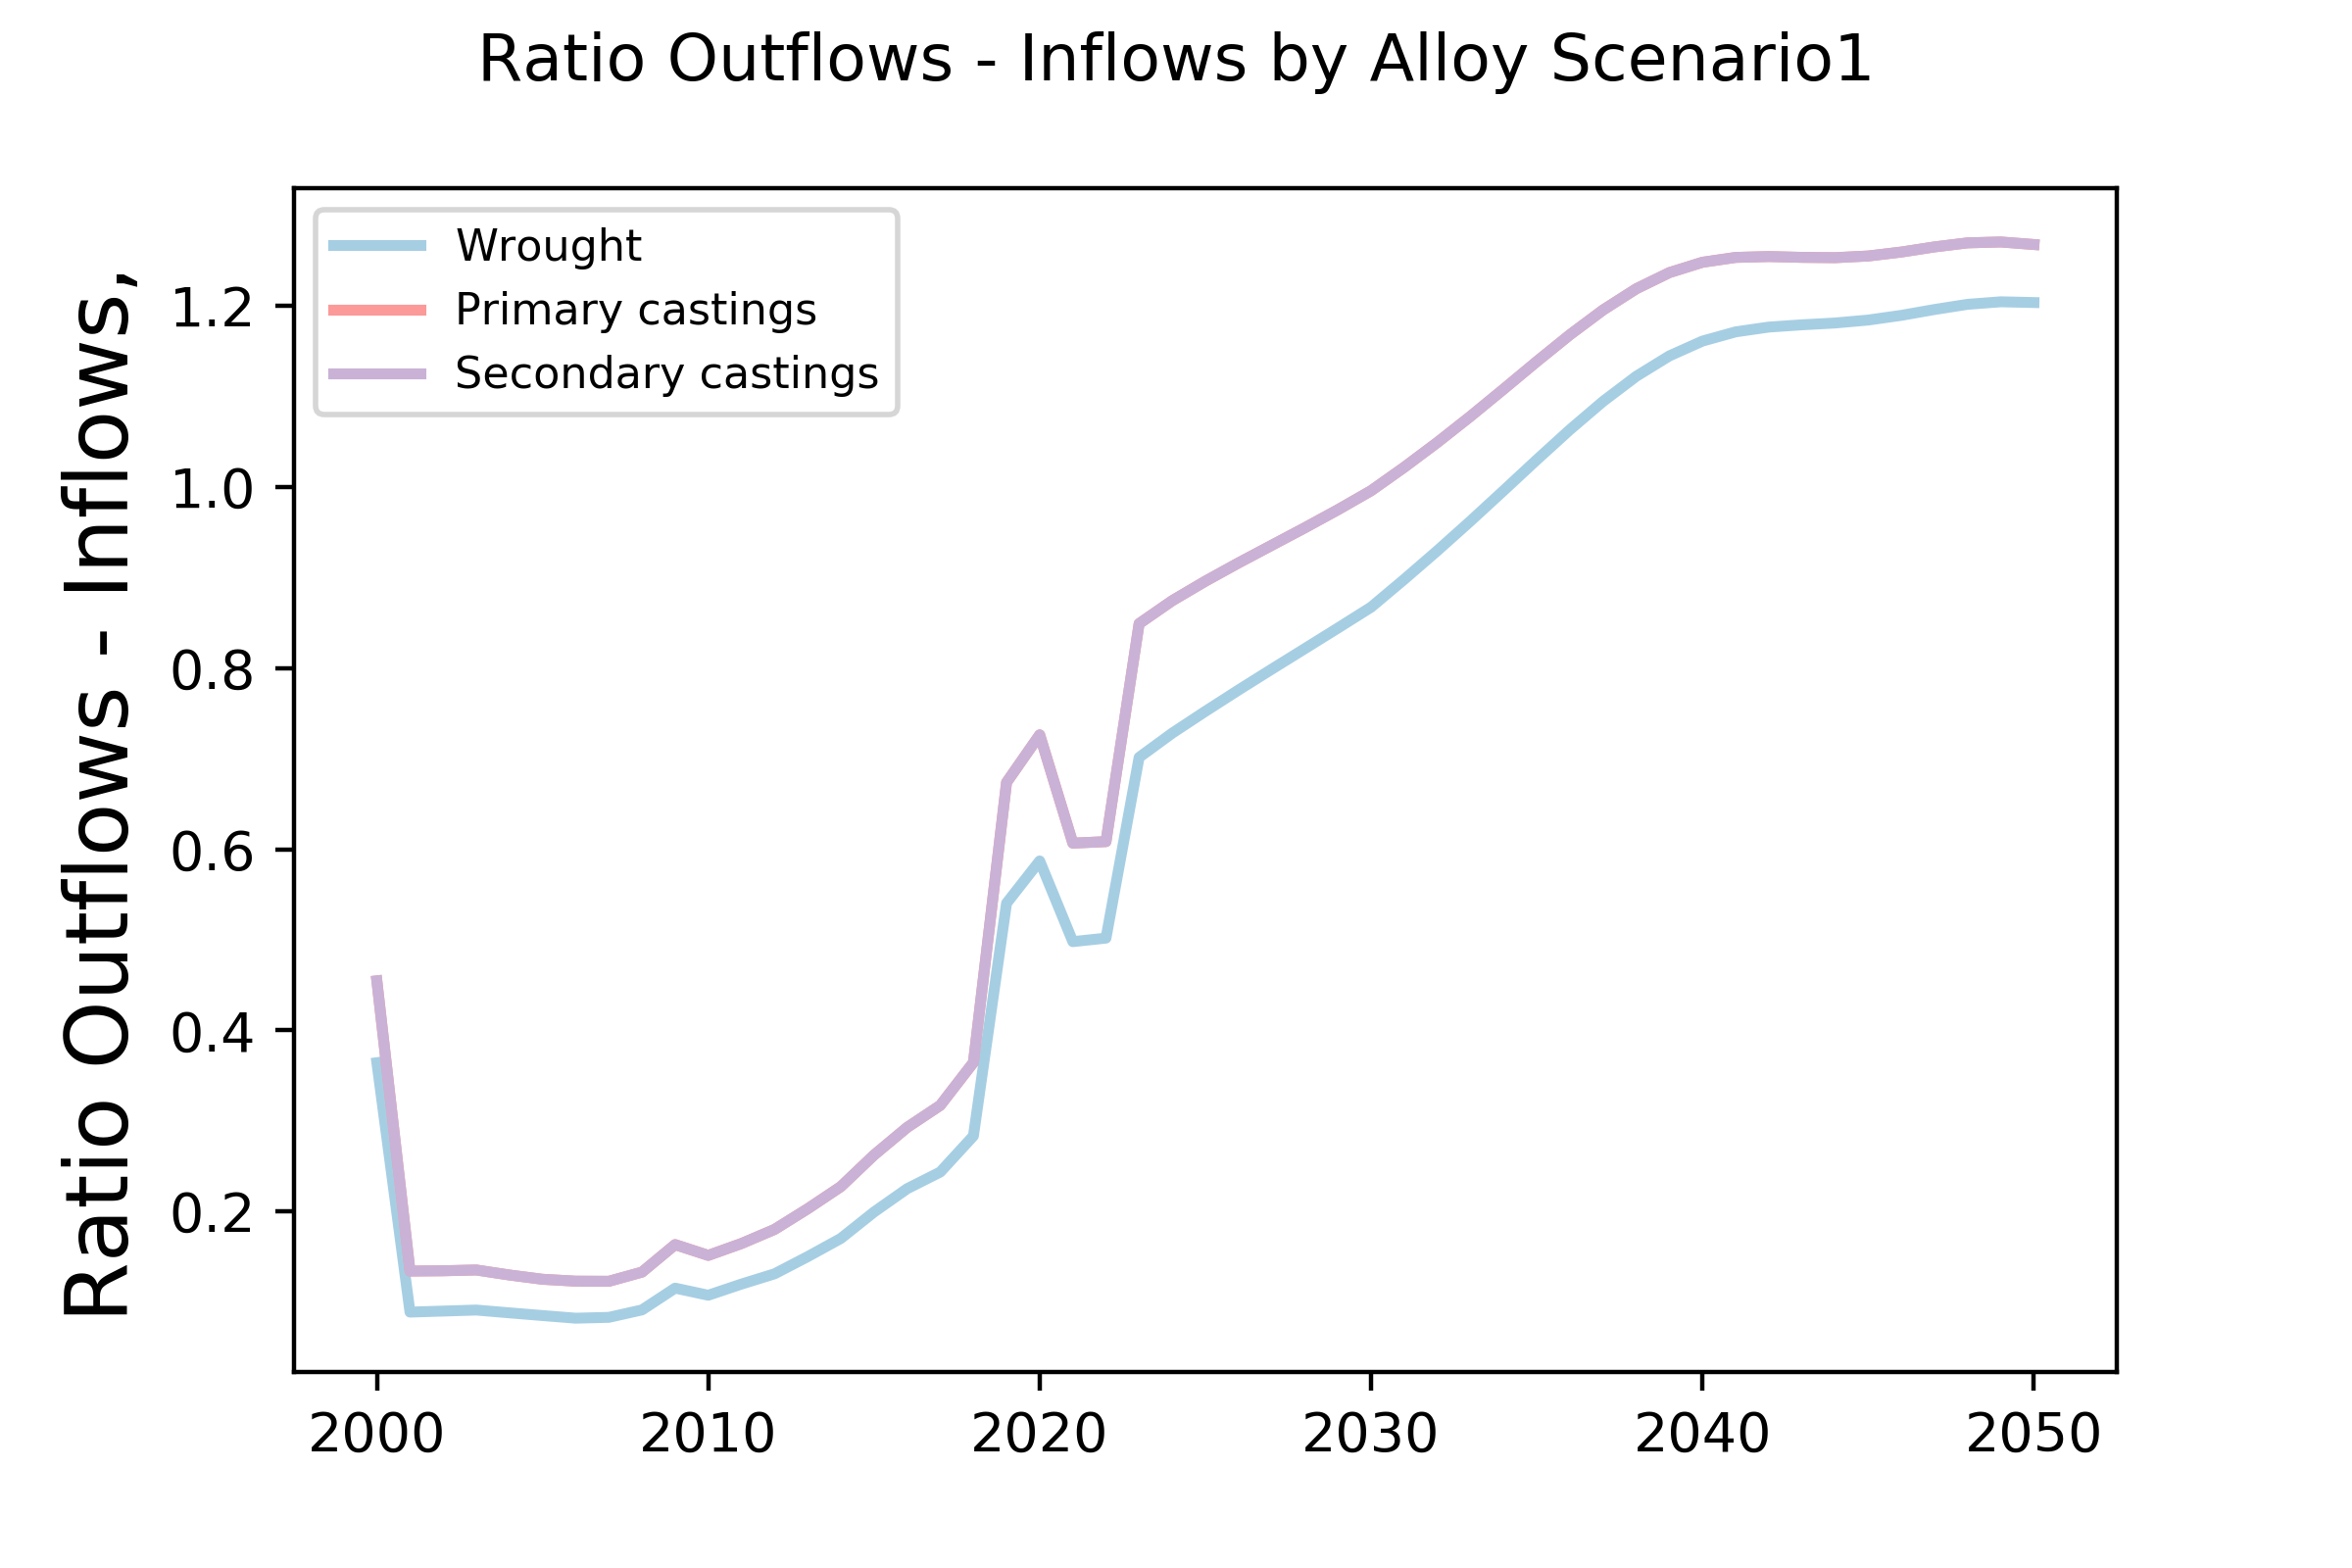 Ratio Outflows - Inflows by Alloy Scenario1
Ratio Outflows - Inflows,
Wrought
Primary castings
Secondary castings
1.2
1.0
0.8
0.6
0.4
0.2
2000 2010 2020 2030 2040 2050